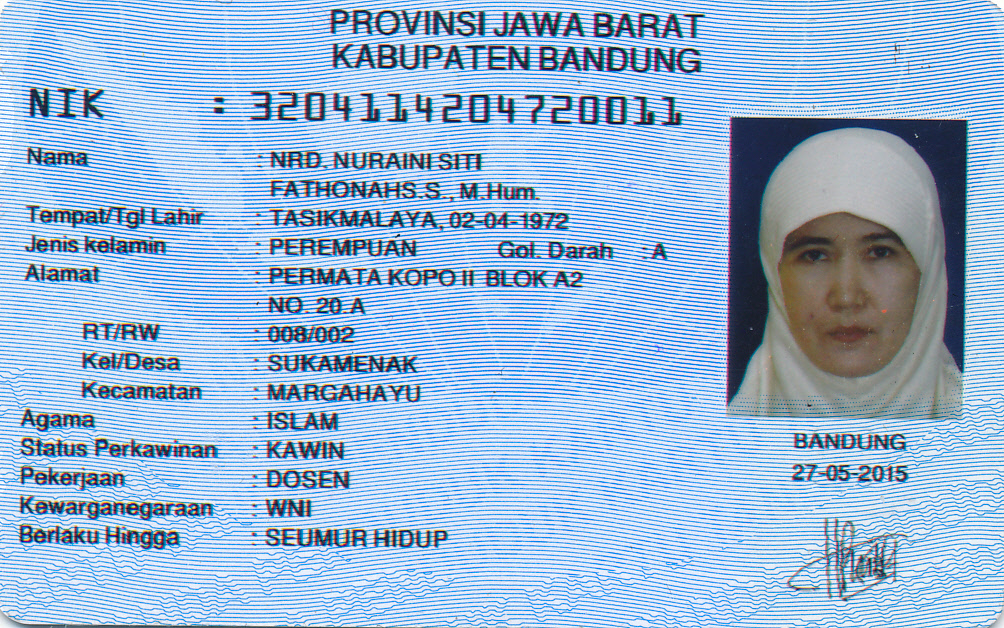 PROVINSI JAWA BARAT
KABUPATEN BANDUNG
NIK : 3204114204720011
Nama : NRD. NURAINI SITI
FATHONAHS.S., M.Hum.
Tempat/Tgl Lahir : TASIKMALAYA, 02-04-1972
Jenis kelamin : PEREMPUAN Gol. Darah : A
Alamat : PERMATA KOPO II BLOK A2
NO. 20.A
RT/RW : 008/002
Kel/Desa : SUKAMENAK
Kecamatan : MARGAHAYU
Agama : ISLAM
Status Perkawinan : KAWIN
Pekerjaan : DOSEN
Kewarganegaraan : WNI
Berlaku Hingga : SEUMUR HIDUP
BANDUNG
27-05-2015